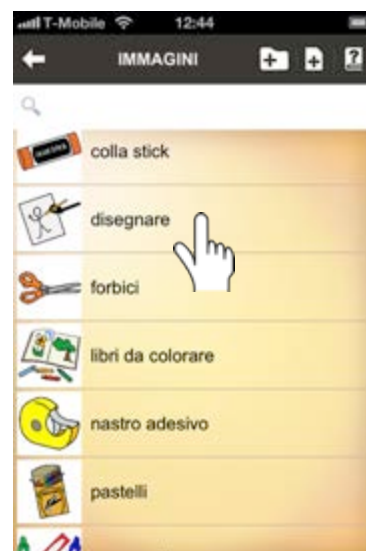 T-Mobile 12:44
IMMAGINI
colla stick
disegnare
forbici
libri da colorare
nastro adesivo
pastelli